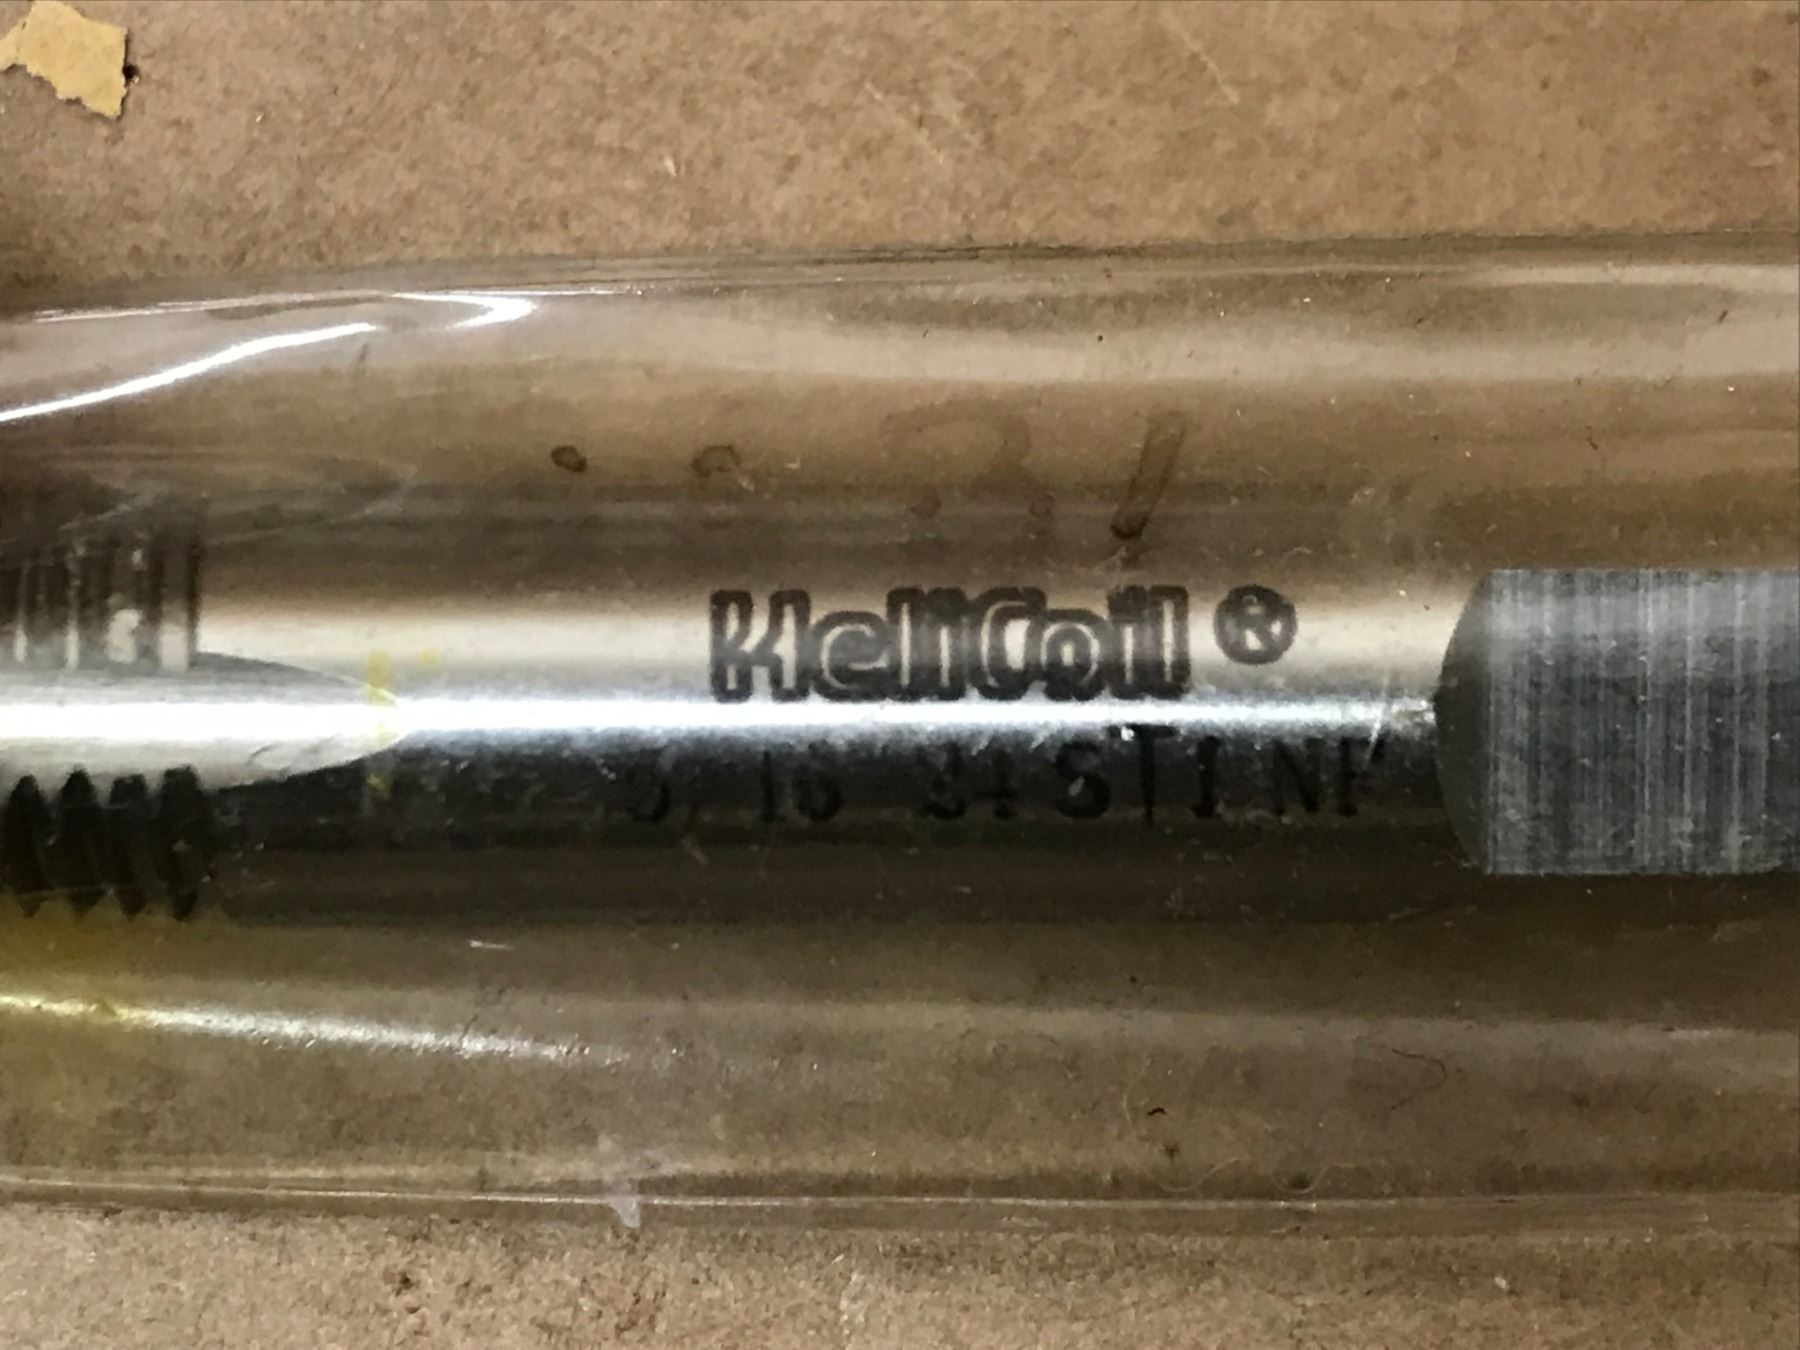 HeliCoil ®
5 16 24 STI NF